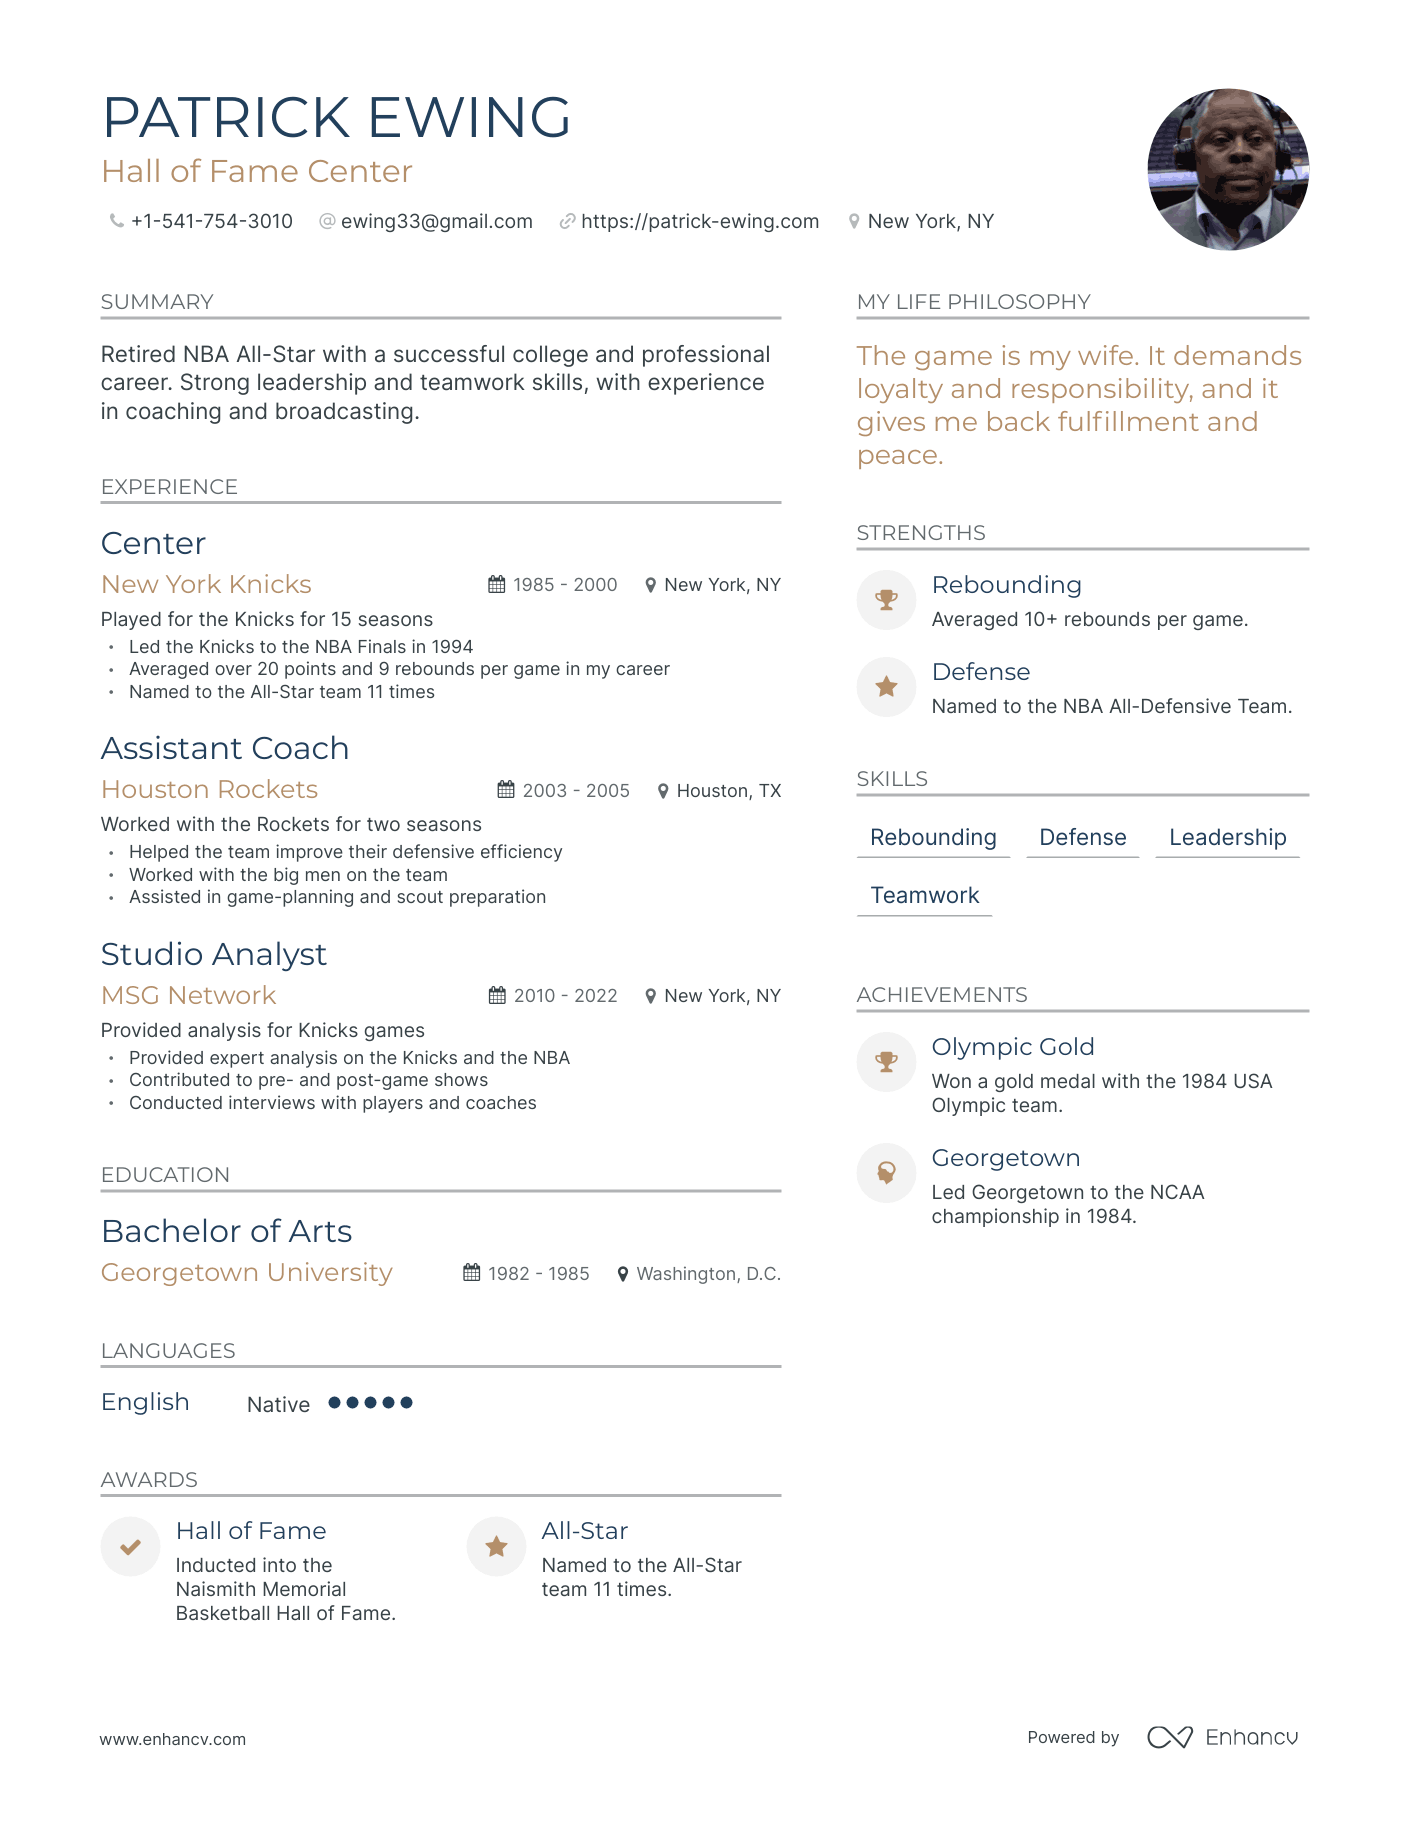 PATRICK EWING
Hall of Fame Center
+1-541-754-3010 @ ewing33@gmail.com https://patrick-ewing.com New York, NY
SUMMARY
Retired NBA All-Star with a successful college and professional
career. Strong leadership and teamwork skills, with experience
in coaching and broadcasting.
EXPERIENCE
Center
New York Knicks 1985 - 2000 New York, NY
Played for the Knicks for 15 seasons
• Led the Knicks to the NBA Finals in 1994
• Averaged over 20 points and 9 rebounds per game in my career
• Named to the All-Star team 11 times
Assistant Coach
Houston Rockets 2003 - 2005 Houston, TX
Worked with the Rockets for two seasons
• Helped the team improve their defensive efficiency
• Worked with the big men on the team
• Assisted in game-planning and scout preparation
Studio Analyst
MSG Network 2010 - 2022 New York, NY
Provided analysis for Knicks games
• Provided expert analysis on the Knicks and the NBA
• Contributed to pre- and post-game shows
• Conducted interviews with players and coaches
EDUCATION
Bachelor of Arts
Georgetown University 1982 - 1985 Washington, D.C.
LANGUAGES
English Native
AWARDS
Hall of Fame
Inducted into the
Naismith Memorial
Basketball Hall of Fame.
All-Star
Named to the All-Star
team 11 times.
MY LIFE PHILOSOPHY
The game is my wife. It demands
loyalty and responsibility, and it
gives me back fulfillment and
peace.
STRENGTHS
Rebounding
Averaged 10+ rebounds per game.
Defense
Named to the NBA All-Defensive Team.
SKILLS
Rebounding Defense Leadership
Teamwork
ACHIEVEMENTS
Olympic Gold
Won a gold medal with the 1984 USA
Olympic team.
Georgetown
Led Georgetown to the NCAA
championship in 1984.
www.enhancv.com
Powered by Enhancv